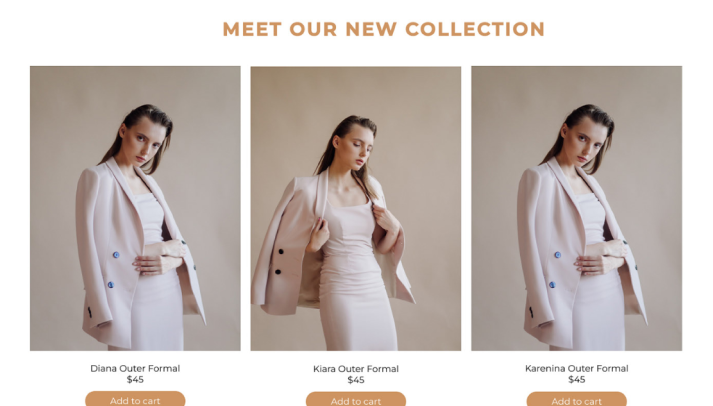 MEET OUR NEW COLLECTION
Diana Outer Formal
$45
Add to cart
Kiara Outer Formal
$45
Add to cart
Karenina Outer Formal
$45
Add to cart